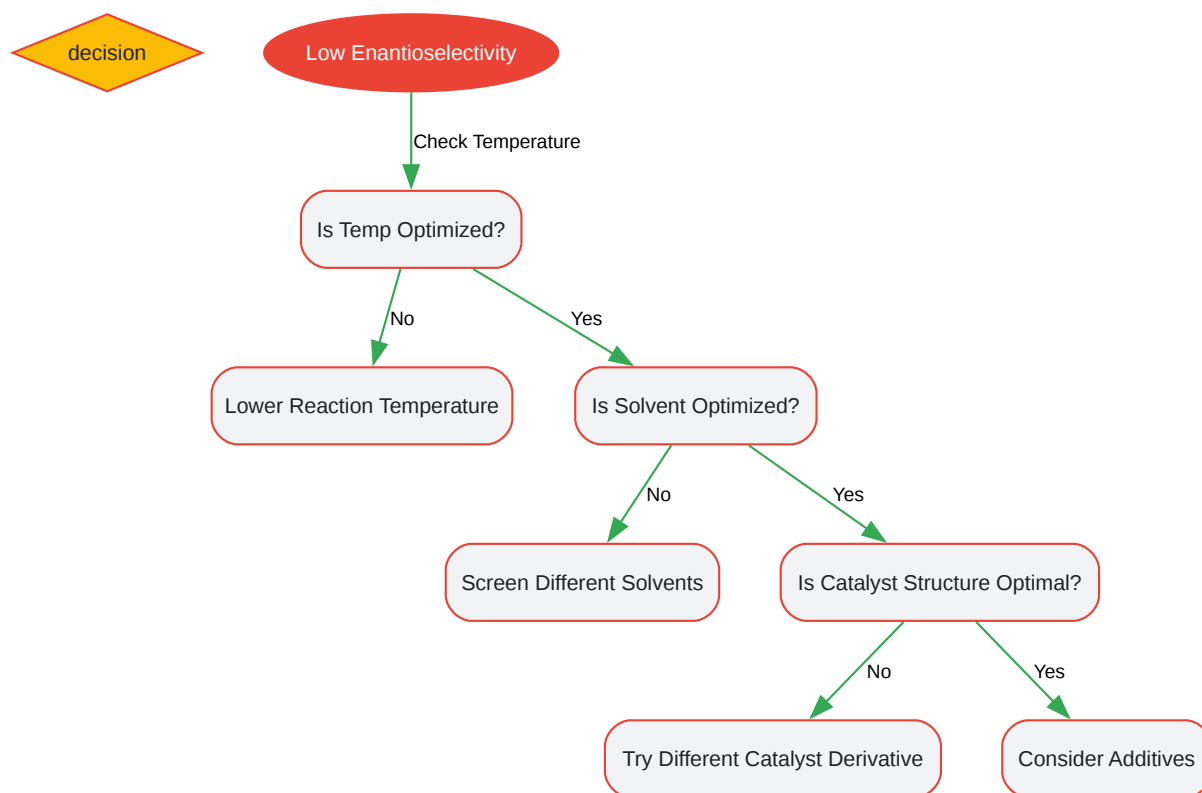 decision
Low Enantioselectivity
Check Temperature
Is Temp Optimized?
No
Yes
Lower Reaction Temperature
Is Solvent Optimized?
No
Yes
Screen Different Solvents
Is Catalyst Structure Optimal?
No
Yes
Try Different Catalyst Derivative
Consider Additives